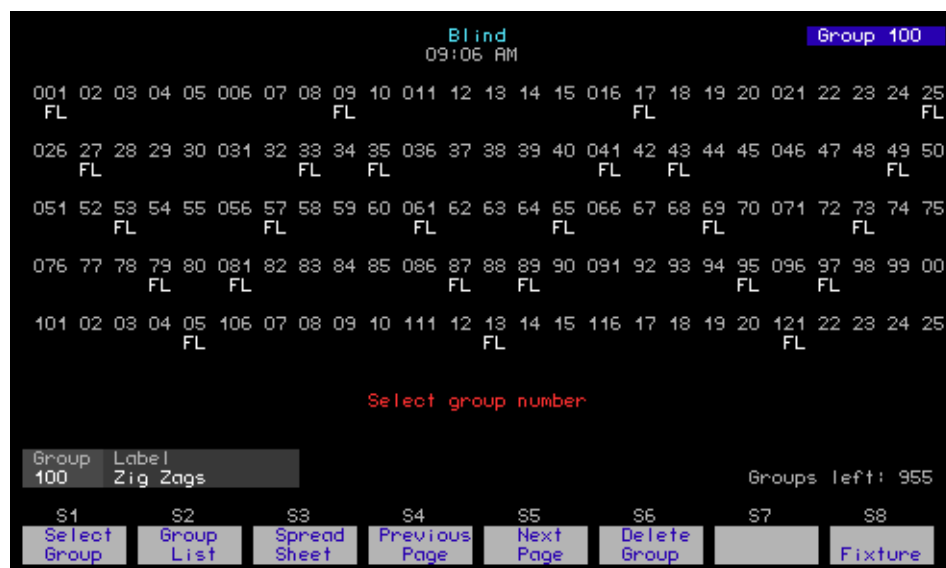 Blind Group 100
09:06 AM
001 02 03 04 05 006 07 08 09 10 011 12 13 14 15 016 17 18 19 20 021 22 23 24 25
FL FL FL FL
026 27 28 29 30 031 32 33 34 35 036 37 38 39 40 041 42 43 44 45 046 47 48 49 50
FL FL FL FL FL FL
051 52 53 54 55 056 57 58 59 60 061 62 63 64 65 066 67 68 69 70 071 72 73 74 75
FL FL FL FL FL FL
076 77 78 79 80 081 82 83 84 85 086 87 88 89 90 091 92 93 94 95 096 97 98 99 00
FL FL FL FL FL FL
101 02 03 04 05 106 07 08 09 10 111 12 13 14 15 116 17 18 19 20 121 22 23 24 25
FL FL FL
Select group number
Group Label
100 Zig Zags Groups left: 955
S1 S2 S3 S4 S5 S6 S7 S8
Select Group Spread Previous Next Delete
Group List Sheet Page Page Group Fixture